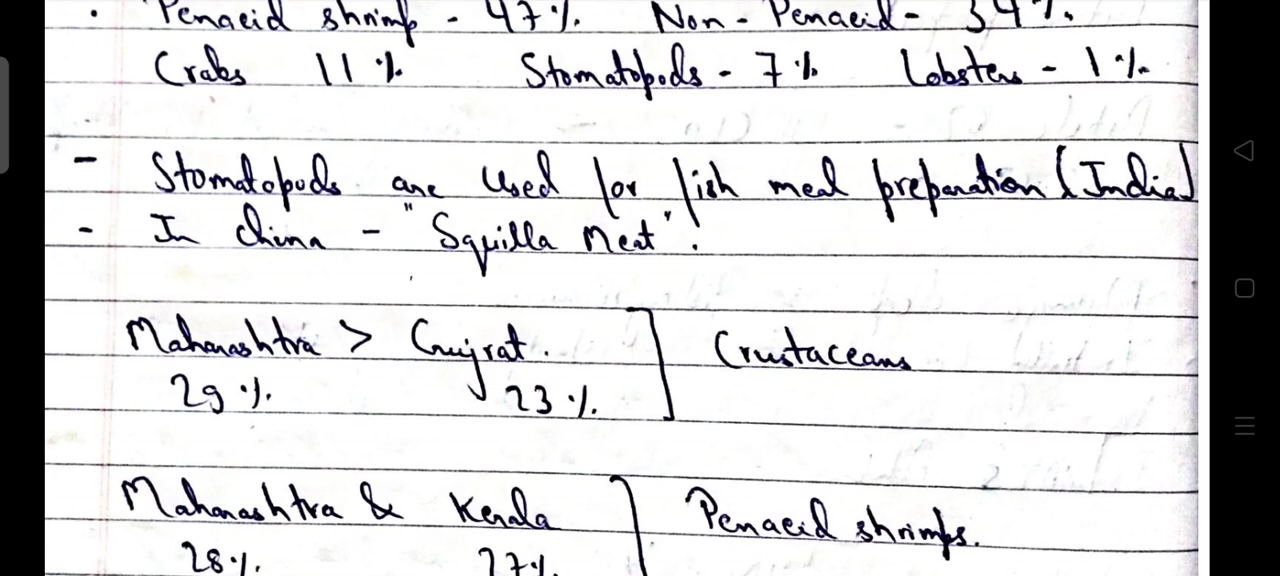 · Penaeid shrimp - 47%. Non - Penaeid - 34%.
Crabs 11% Stomatopods - 7% Lobsters - 1%
- Stomatopods are used for fish meal preparation (India)
- In China - "Squilla Meat".
Maharashtra > Gujrat. ] Crustaceans
29%. 23%.
Maharashtra & Kerala ] Penaeid shrimps.
28%. 27%.